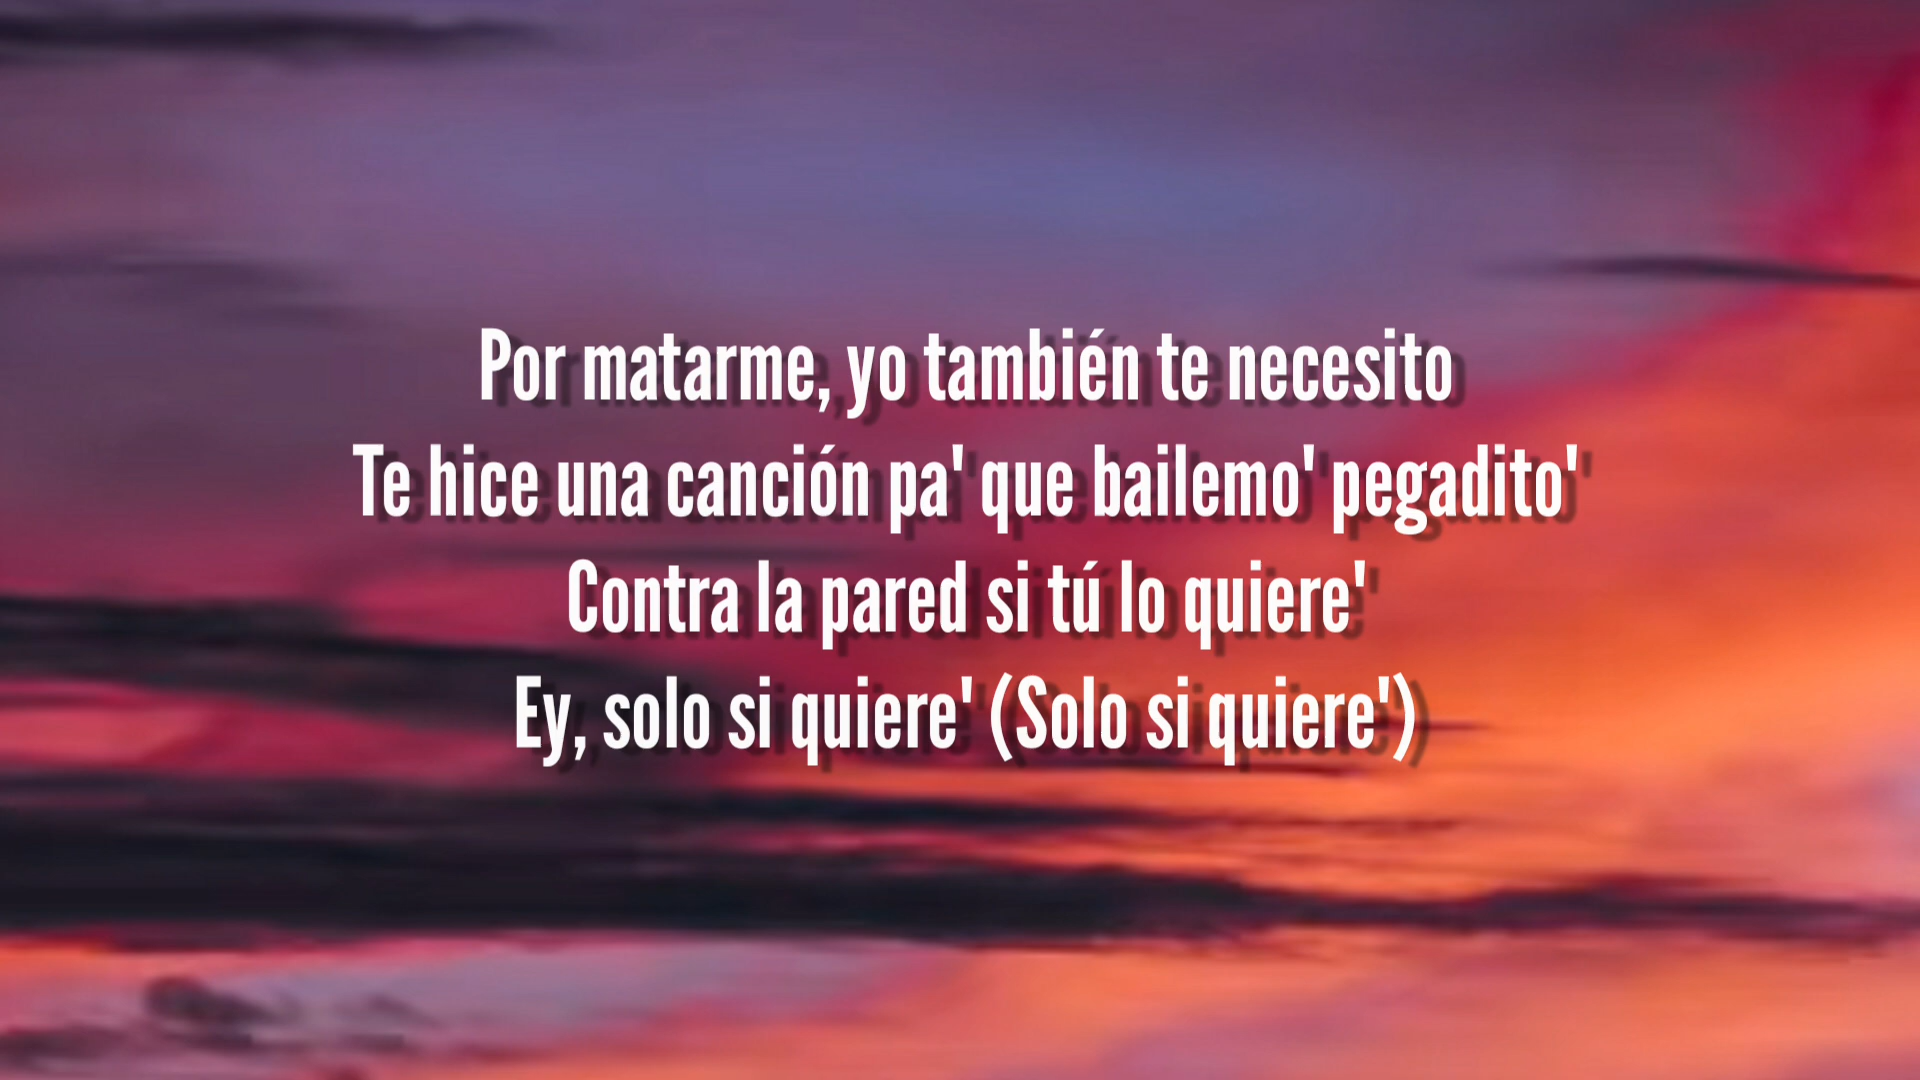 Por matarme, yo también te necesito
Te hice una canción pa' que bailemo' pegadito'
Contra la pared si tú lo quiere'
Ey, solo si quiere' (Solo si quiere')